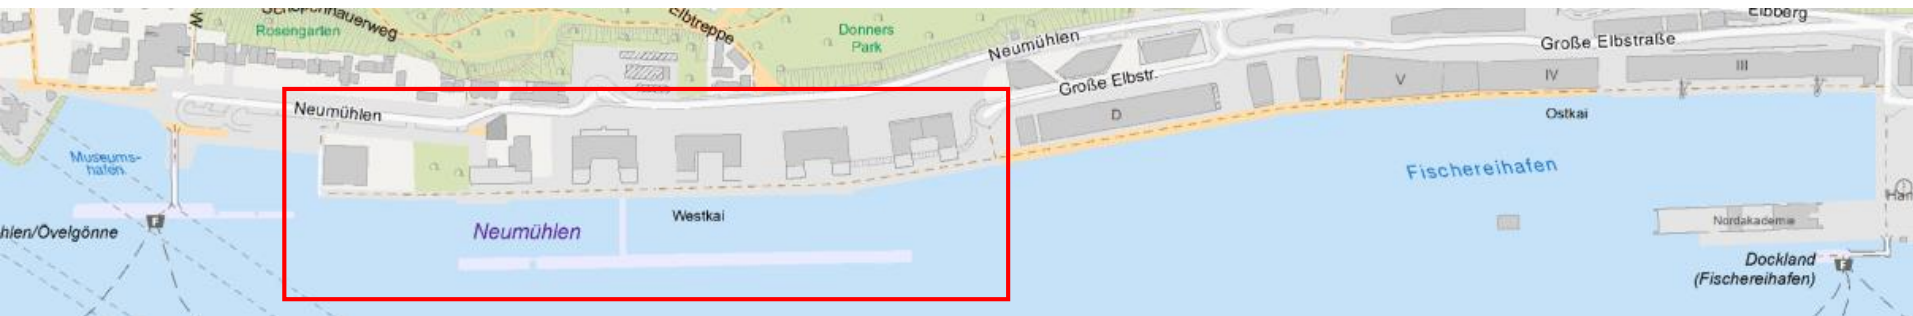 Schopenhauerweg
Rosengarten
Elbtreppe
Donners
Park
Neumühlen
Große Elbstr.
Große Elbstraße
Elbberg
Neumühlen
D
V
IV
III
Ostkai
Museums-
hafen
Fischereihafen
hlen/Övelgönne
F
Neumühlen
Westkai
Nordakademie
Dockland
(Fischereihafen)
F